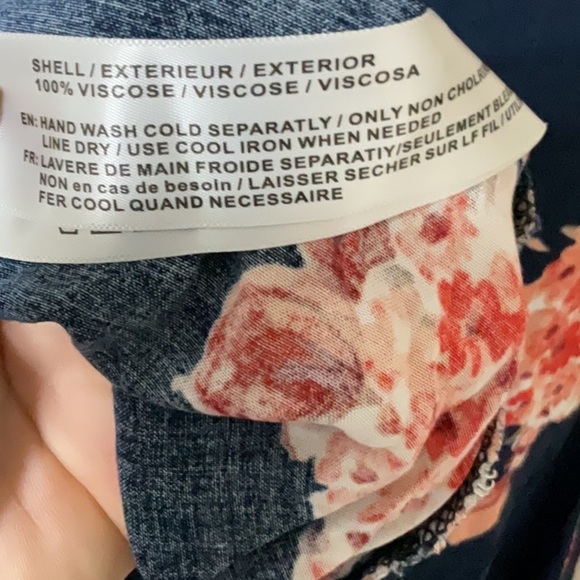 SHELL / EXTERIEUR / EXTERIOR
100% VISCOSE / VISCOSE / VISCOSA
EN: HAND WASH COLD SEPARATLY / ONLY NON
LINE DRY / USE COOL IRON WHEN NEEDED
FR: LAVERE DE MAIN FROIDE SEPARATIY/SEULEMENT
NON en cas de besoin / LAISSER SECHER SUR LF FIL /
FER COOL QUAND NECESSAIRE